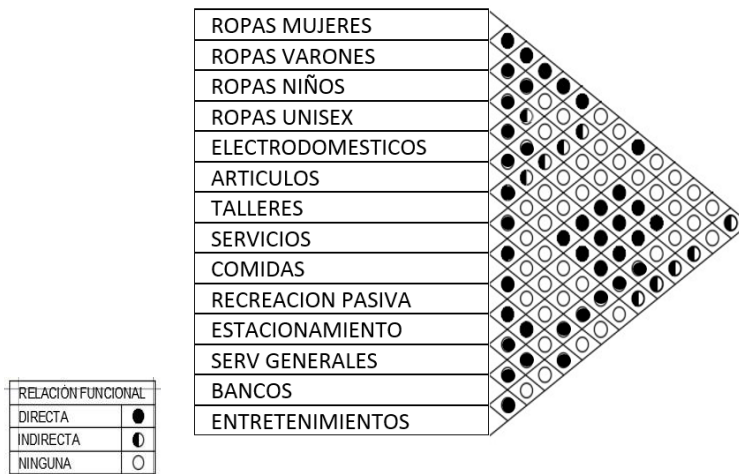 ROPAS MUJERES
ROPAS VARONES
ROPAS NIÑOS
ROPAS UNISEX
ELECTRODOMESTICOS
ARTICULOS
TALLERES
SERVICIOS
COMIDAS
RECREACION PASIVA
ESTACIONAMIENTO
SERV GENERALES
BANCOS
ENTRETENIMIENTOS
RELACIÓN FUNCIONAL
DIRECTA
INDIRECTA
NINGUNA